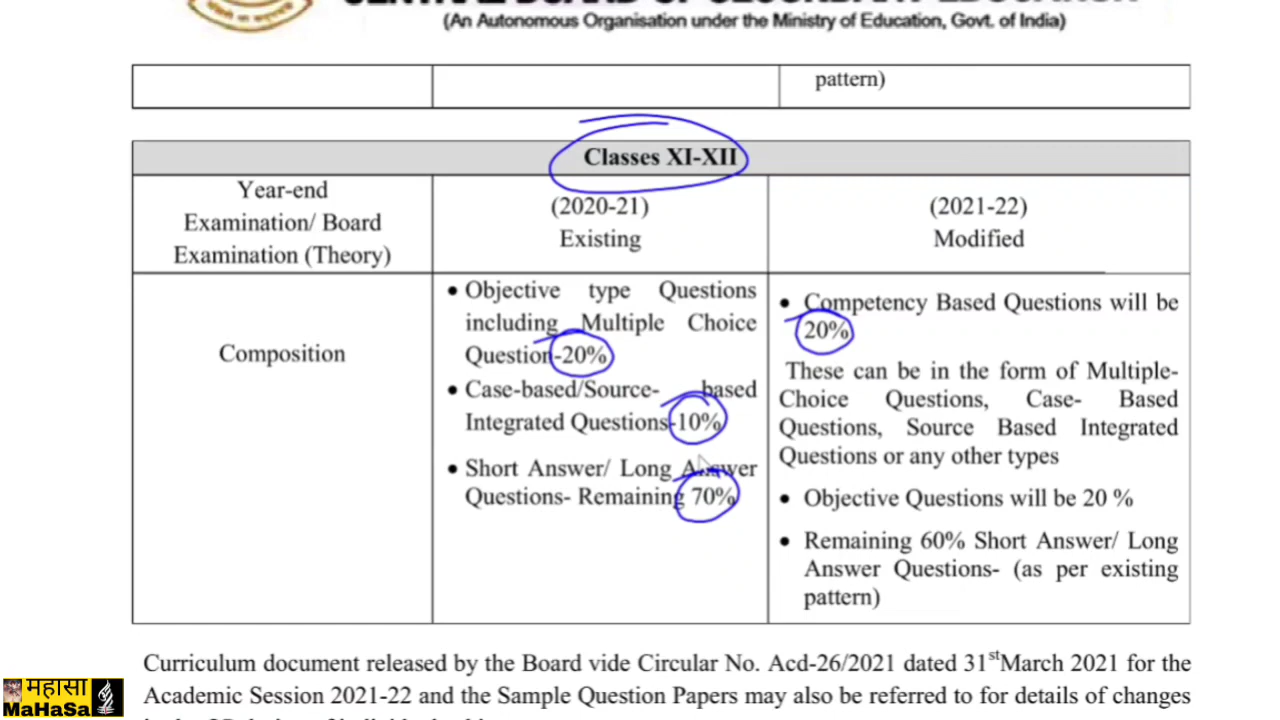 (An Autonomous Organisation under the Ministry of Education, Govt. of India)
pattern)
Classes XI-XII
Year-end
Examination/ Board
Examination (Theory)
(2020-21)
Existing
(2021-22)
Modified
Composition
• Objective type Questions
including Multiple Choice
Question-20%
• Case-based/Source- based
Integrated Questions-10%
• Short Answer/ Long Answer
Questions- Remaining 70%
• Competency Based Questions will be
20%
These can be in the form of Multiple-
Choice Questions, Case- Based
Questions, Source Based Integrated
Questions or any other types
• Objective Questions will be 20 %
• Remaining 60% Short Answer/ Long
Answer Questions- (as per existing
pattern)
Curriculum document released by the Board vide Circular No. Acd-26/2021 dated 31stMarch 2021 for the
Academic Session 2021-22 and the Sample Question Papers may also be referred to for details of changes
महासा
MaHaSa